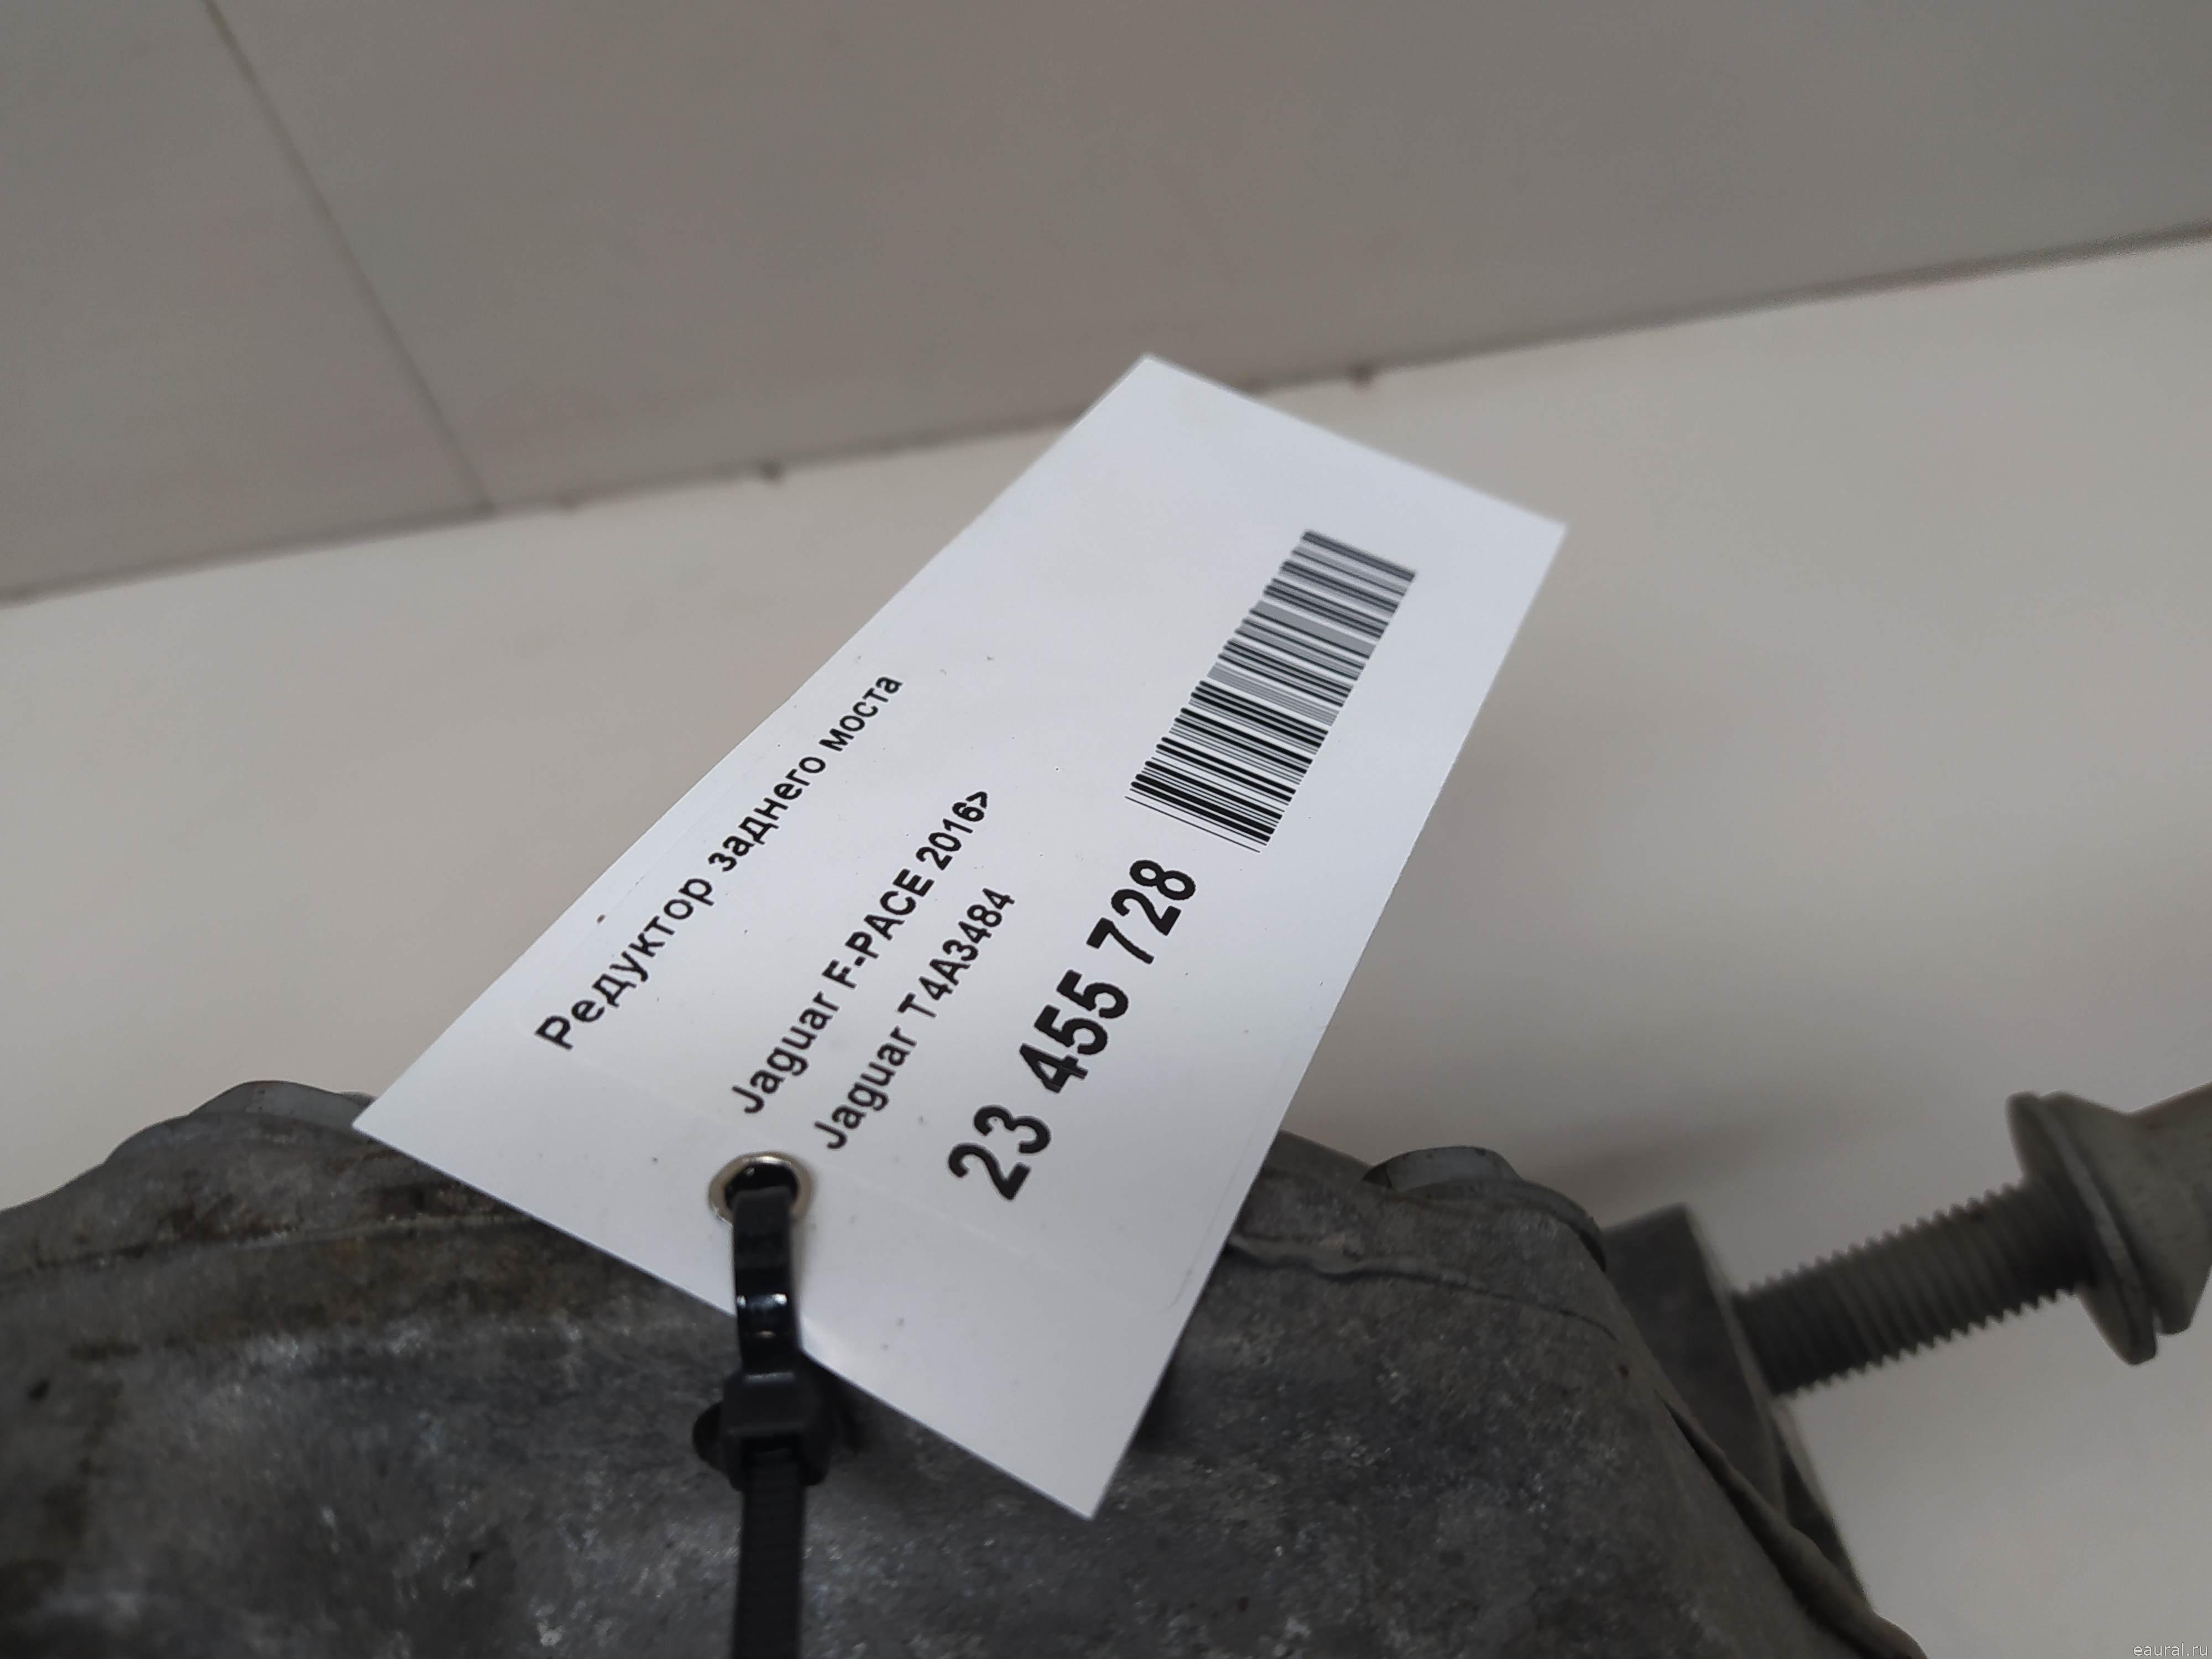 Редуктор заднего моста
Jaguar F-PACE 2016>
Jaguar T4A3484
23 455 728
eaural.ru